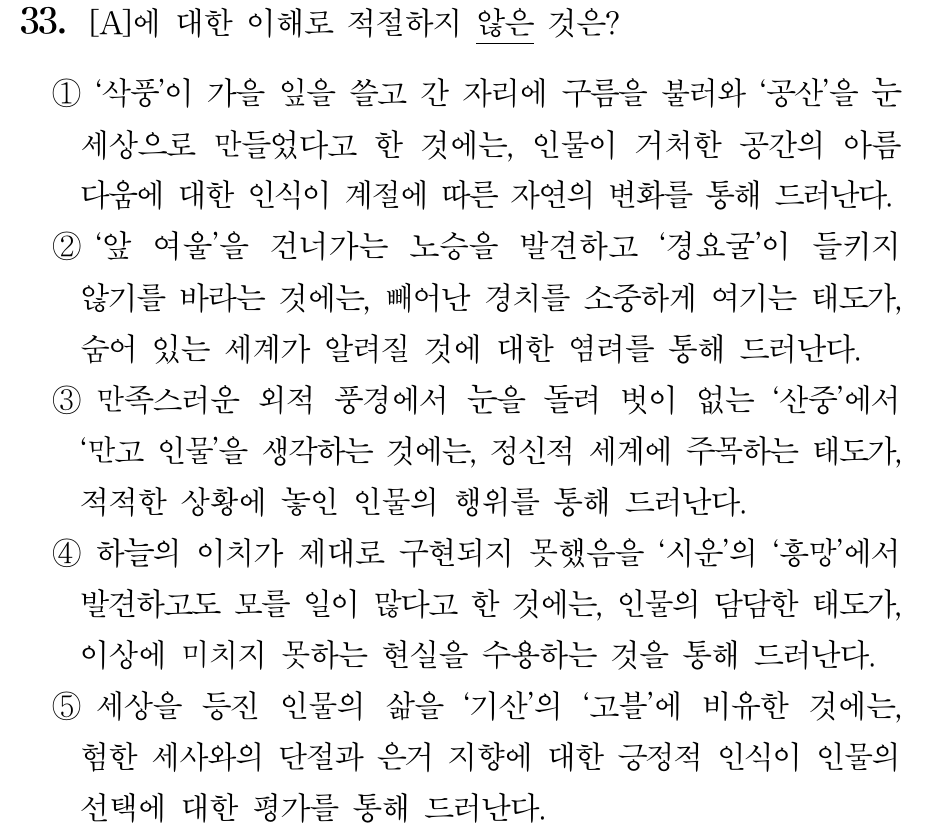 33. [A]에 대한 이해로 적절하지 않은 것은?
① ‘삭풍’이 가을 잎을 쓸고 간 자리에 구름을 불러와 ‘공산’을 눈
세상으로 만들었다고 한 것에는, 인물이 거처한 공간의 아름
다움에 대한 인식이 계절에 따른 자연의 변화를 통해 드러난다.
② ‘앞 여울’을 건너가는 노승을 발견하고 ‘경요굴’이 들키지
않기를 바라는 것에는, 빼어난 경치를 소중하게 여기는 태도가,
숨어 있는 세계가 알려질 것에 대한 염려를 통해 드러난다.
③ 만족스러운 외적 풍경에서 눈을 돌려 벗이 없는 ‘산중’에서
‘만고 인물’을 생각하는 것에는, 정신적 세계에 주목하는 태도가,
적적한 상황에 놓인 인물의 행위를 통해 드러난다.
④ 하늘의 이치가 제대로 구현되지 못했음을 ‘시운’의 ‘흥망’에서
발견하고도 모를 일이 많다고 한 것에는, 인물의 담담한 태도가,
이상에 미치지 못하는 현실을 수용하는 것을 통해 드러난다.
⑤ 세상을 등진 인물의 삶을 ‘기산’의 ‘고블’에 비유한 것에는,
험한 세사와의 단절과 은거 지향에 대한 긍정적 인식이 인물의
선택에 대한 평가를 통해 드러난다.